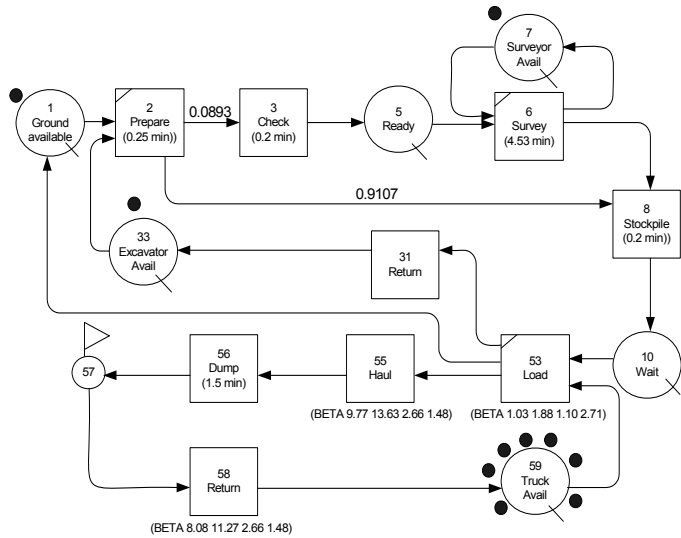 7
Surveyor
Avail
1
Ground
available
2
Prepare
(0.25 min))
0.0893
3
Check
(0.2 min)
5
Ready
6
Survey
(4.53 min)
0.9107
8
Stockpile
(0.2 min))
33
Excavator
Avail
31
Return
10
Wait
57
56
Dump
(1.5 min)
55
Haul
(BETA 9.77 13.63 2.66 1.48)
53
Load
(BETA 1.03 1.88 1.10 2.71)
58
Return
(BETA 8.08 11.27 2.66 1.48)
59
Truck
Avail